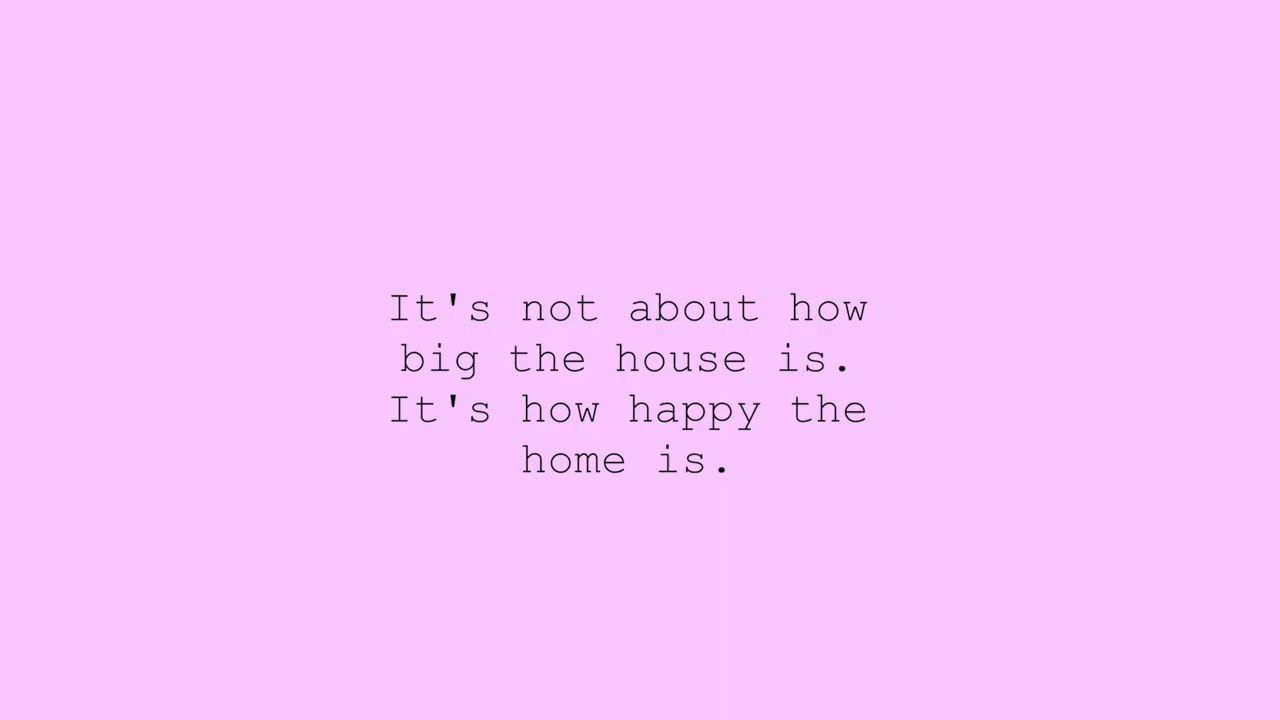 It's not about how
big the house is.
It's how happy the
home is.